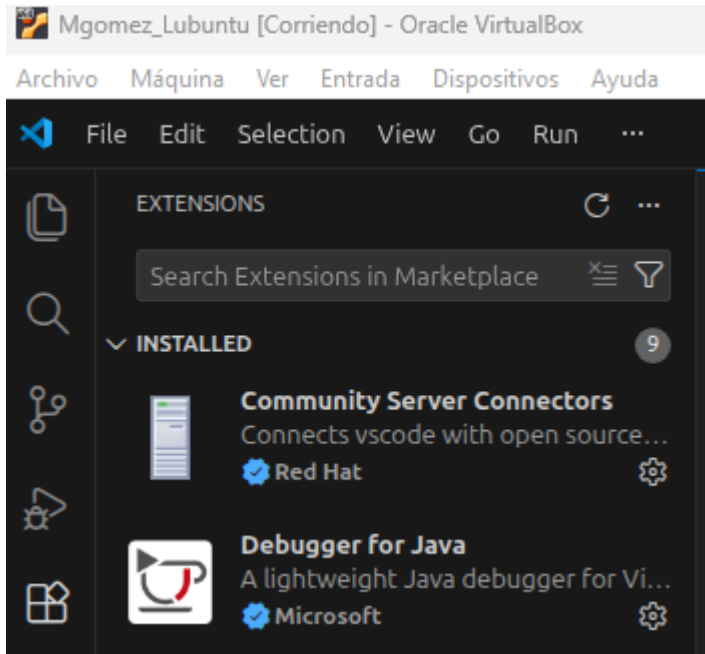 Mgomez_Lubuntu [Corriendo] - Oracle VirtualBox
Archivo Máquina Ver Entrada Dispositivos Ayuda
File Edit Selection View Go Run ···
EXTENSIONS ···
Search Extensions in Marketplace
INSTALLED 9
Community Server Connectors
Connects vscode with open source...
Red Hat
Debugger for Java
A lightweight Java debugger for Vi...
Microsoft